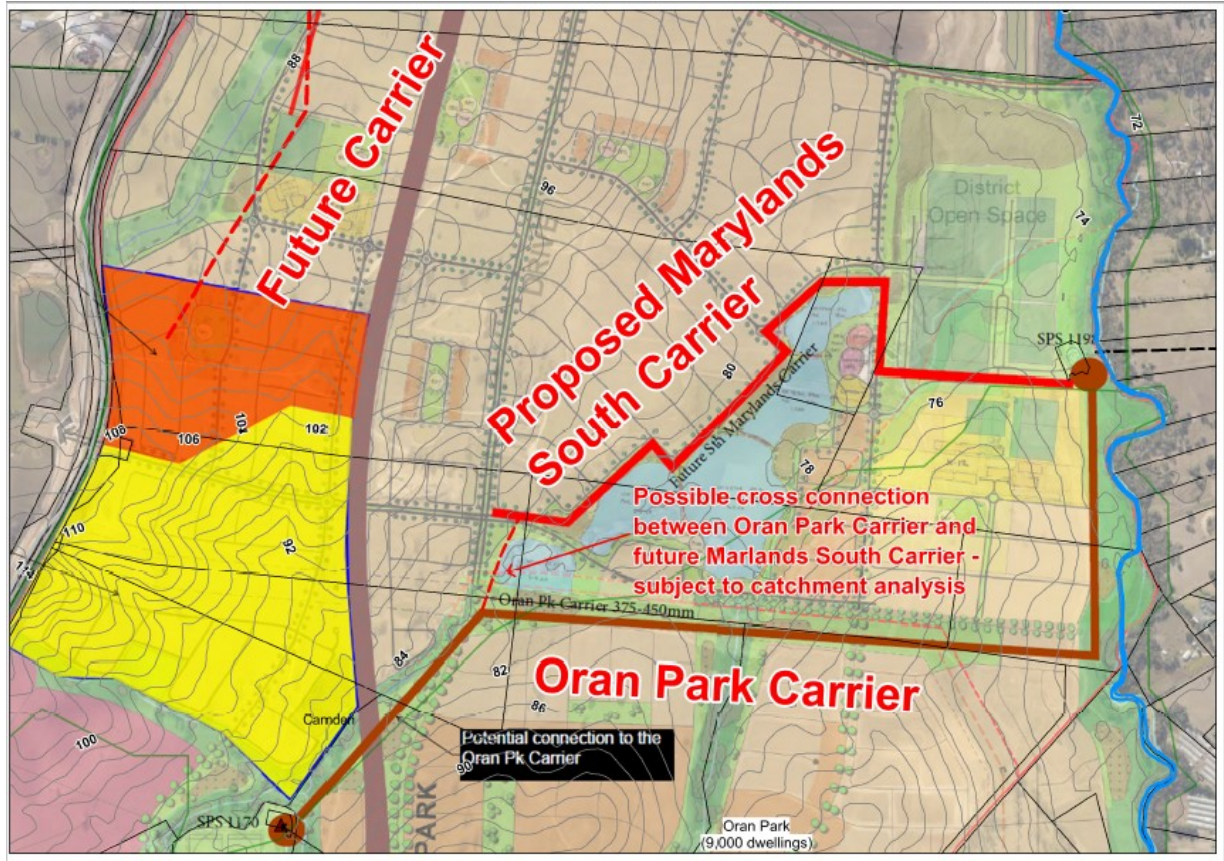 88
Future Carrier
96
Proposed Marylands
South Carrier
72
District
Open Space
74
SPS 1198
80
Future Sth Marylands Carrier
76
78
108
106
104
102
110
92
114
Possible cross connection
between Oran Park Carrier and
future Marlands South Carrier -
subject to catchment analysis
Oran Pk Carrier 375-450mm
84
82
86
Oran Park Carrier
Camden
100
Potential connection to the
Oran Pk Carrier
90
SPS 1170
PARK
Oran Park
(9,000 dwellings)